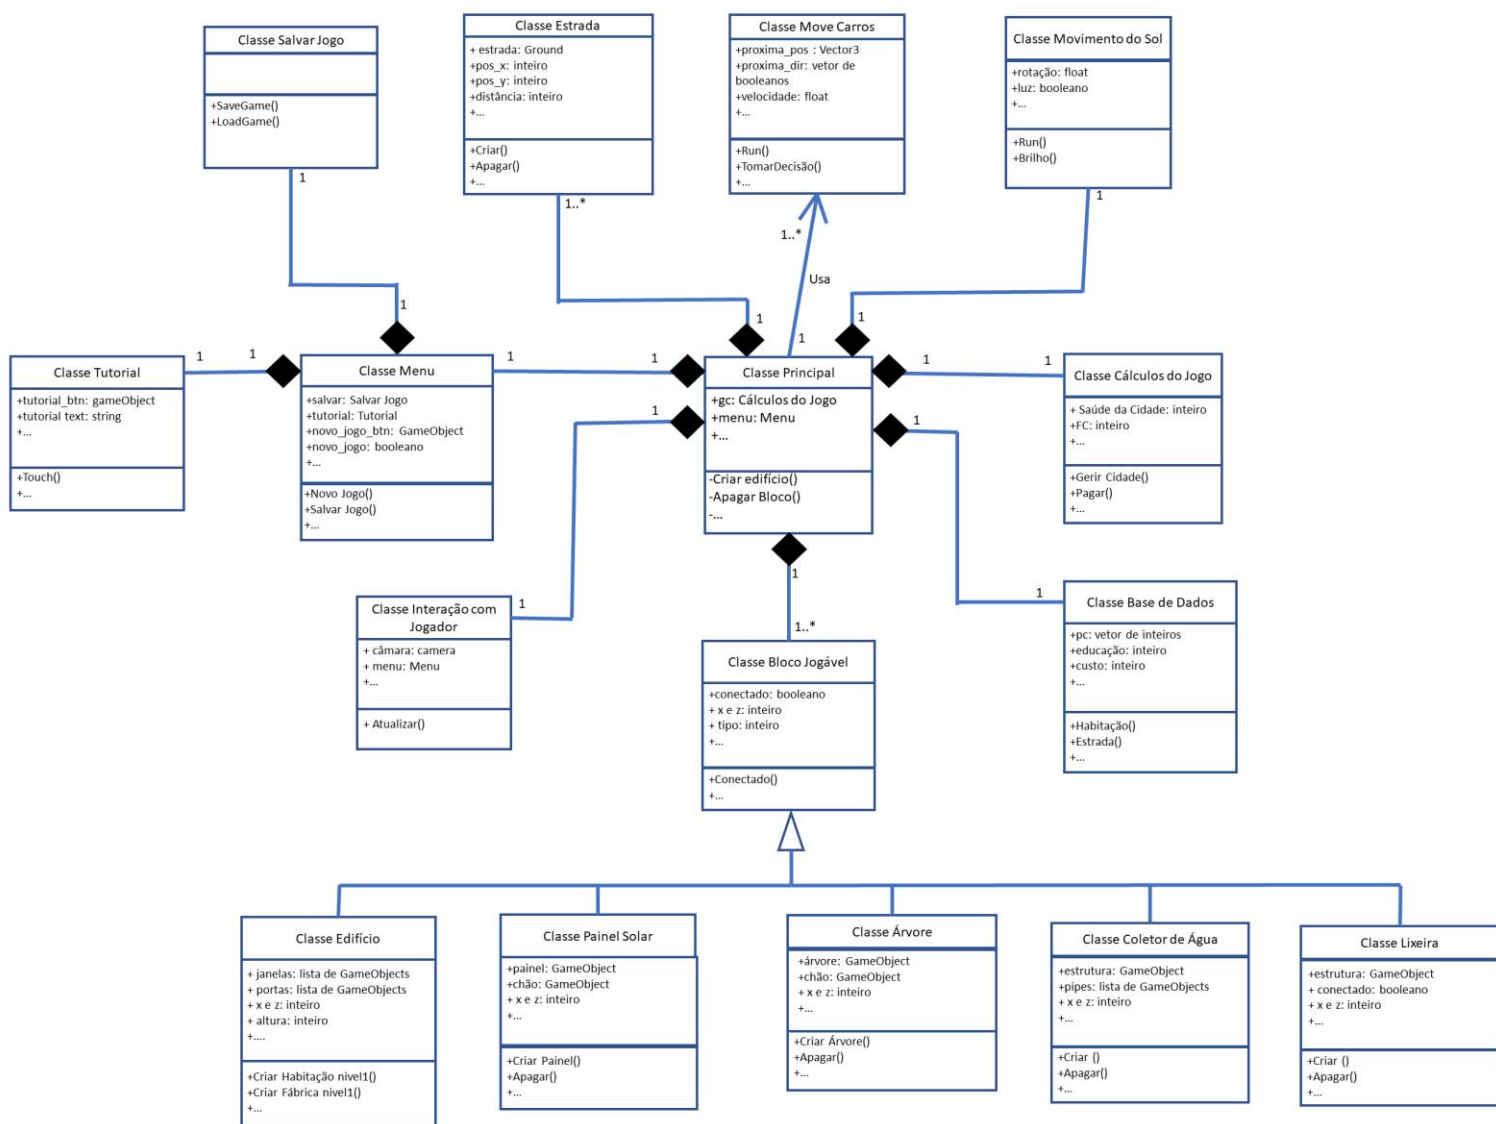 Classe Salvar Jogo
+SaveGame()
+LoadGame()
1
1
Classe Estrada
+ estrada: Ground
+pos_x: inteiro
+pos_y: inteiro
+distância: inteiro
+...
+Criar()
+Apagar()
+...
1..*
1
Classe Move Carros
+proxima_pos : Vector3
+proxima_dir: vetor de
booleanos
+velocidade: float
+...
+Run()
+TomarDecisão()
+...
1..*
Usa
1
Classe Movimento do Sol
+rotação: float
+luz: booleano
+...
+Run()
+Brilho()
1
1
Classe Tutorial
+tutorial_btn: gameObject
+tutorial text: string
+...
+Touch()
+...
1
1
Classe Menu
+salvar: Salvar Jogo
+tutorial: Tutorial
+novo_jogo_btn: GameObject
+novo_jogo: booleano
+...
+Novo Jogo()
+Salvar Jogo()
+...
1
1
Classe Principal
+gc: Cálculos do Jogo
+menu: Menu
+...
-Criar edifício()
-Apagar Bloco()
-...
1
1
Classe Cálculos do Jogo
+ Saúde da Cidade: inteiro
+FC: inteiro
+...
+Gerir Cidade()
+Pagar()
+...
1
1
Classe Interação com
Jogador
+ câmara: camera
+ menu: Menu
+...
+ Atualizar()
1
1
Classe Base de Dados
+pc: vetor de inteiros
+educação: inteiro
+custo: inteiro
+...
+Habitação()
+Estrada()
+...
1
1..*
Classe Bloco Jogável
+conectado: booleano
+ x e z: inteiro
+ tipo: inteiro
+...
+Conectado()
+...
Classe Edifício
+ janelas: lista de GameObjects
+ portas: lista de GameObjects
+ x e z: inteiro
+ altura: inteiro
+....
+Criar Habitação nivel1()
+Criar Fábrica nivel1()
+...
Classe Painel Solar
+painel: GameObject
+chão: GameObject
+ x e z: inteiro
+...
+Criar Painel()
+Apagar()
+...
Classe Árvore
+árvore: GameObject
+chão: GameObject
+ x e z: inteiro
+...
+Criar Árvore()
+Apagar()
+...
Classe Coletor de Água
+estrutura: GameObject
+pipes: lista de GameObjects
+ x e z: inteiro
+...
+Criar ()
+Apagar()
+...
Classe Lixeira
+estrutura: GameObject
+ conectado: booleano
+ x e z: inteiro
+...
+Criar ()
+Apagar()
+...